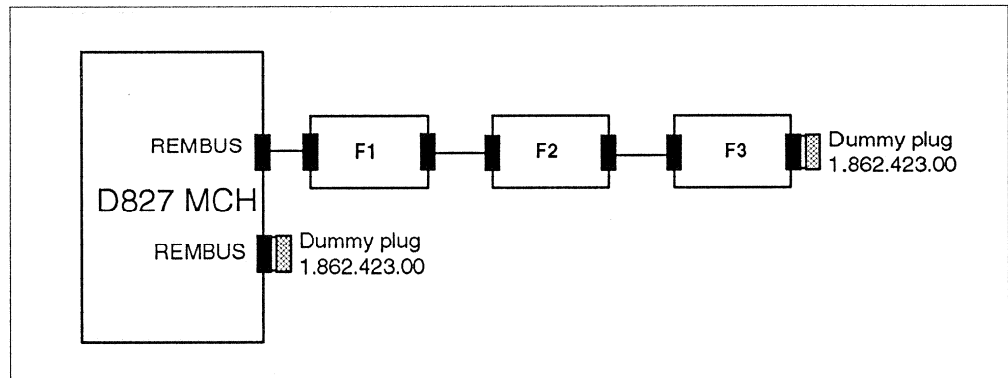 REMBUS
F1
F2
F3
Dummy plug
1.862.423.00
D827 MCH
REMBUS
Dummy plug
1.862.423.00